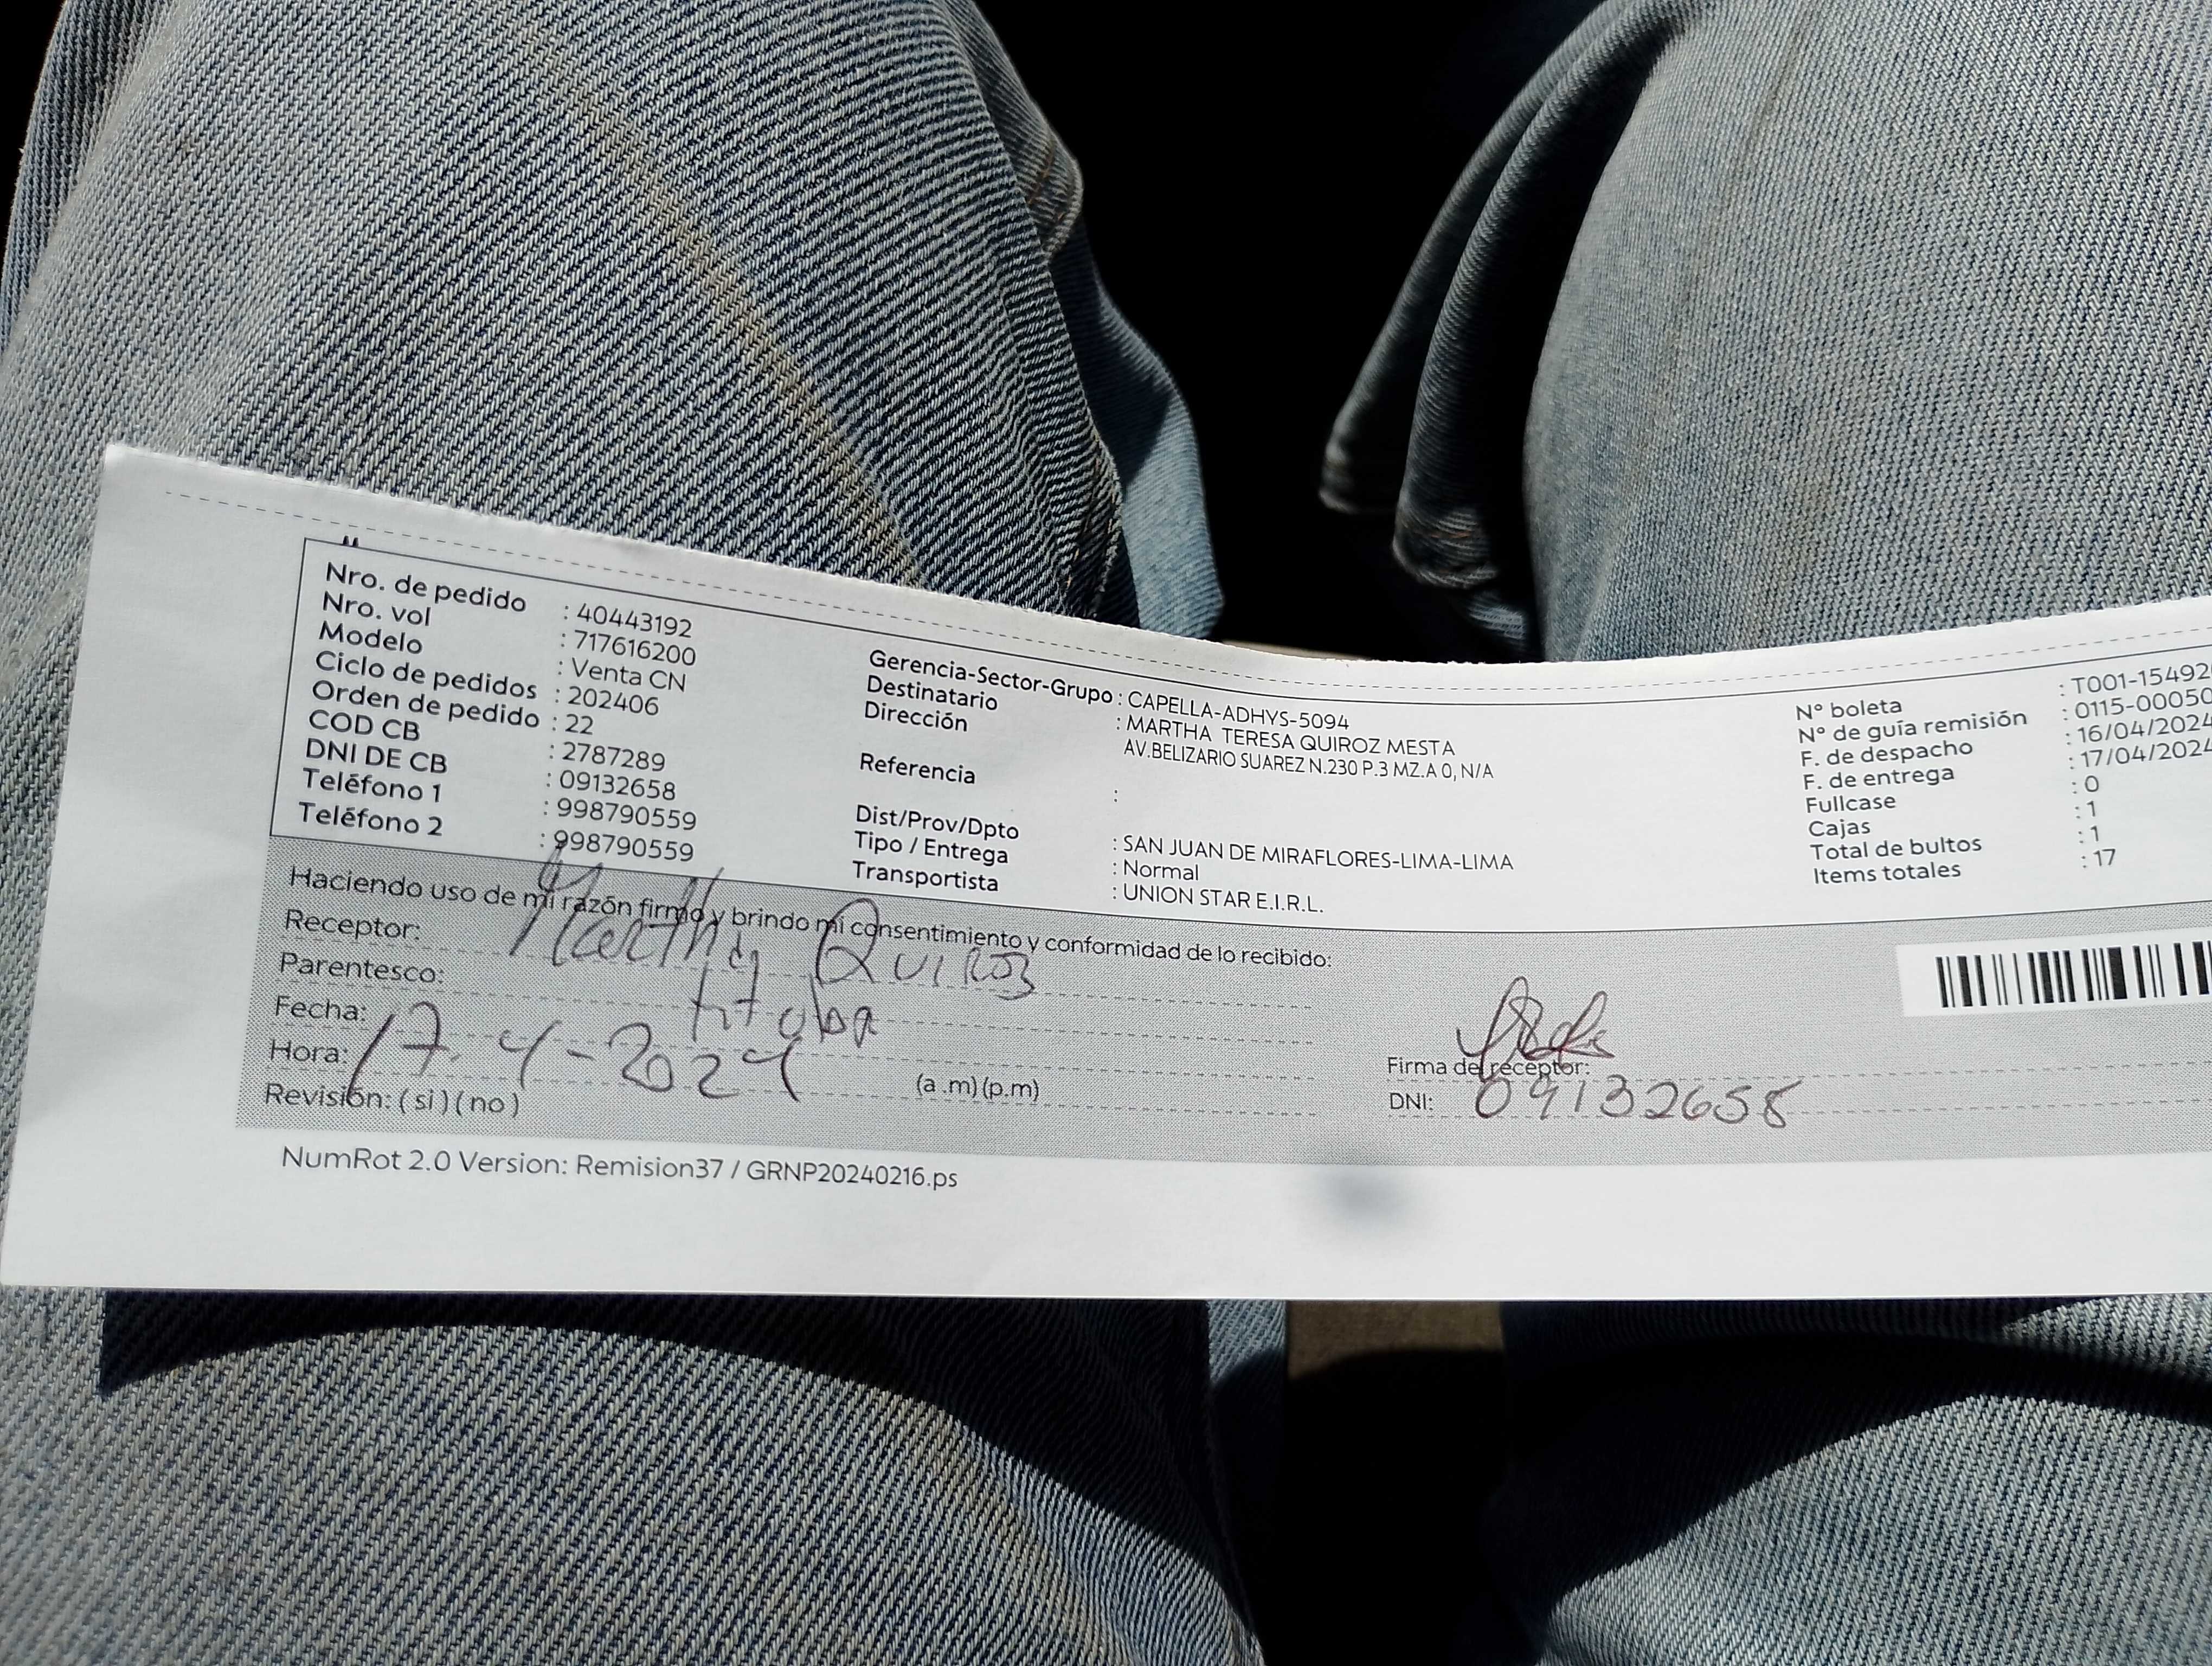 Nro. de pedido : 40443192
Nro. vol : 717616200
Modelo : Venta CN
Ciclo de pedidos : 202406
Orden de pedido : 22
COD CB : 2787289
DNI DE CB : 09132658
Teléfono 1 : 998790559
Teléfono 2 : 998790559
Gerencia-Sector-Grupo : CAPELLA-ADHYS-5094
Destinatario : MARTHA TERESA QUIROZ MESTA
Dirección AV.BELIZARIO SUAREZ N.230 P.3 MZ.A 0, N/A
Referencia :
Dist/Prov/Dpto : SAN JUAN DE MIRAFLORES-LIMA-LIMA
Tipo / Entrega : Normal
Transportista : UNION STAR E.I.R.L.
N° boleta : T001-15492
N° de guía remisión : 0115-00050
F. de despacho : 16/04/2024
F. de entrega : 17/04/2024
Fullcase : 0
Cajas : 1
Total de bultos : 1
Items totales : 17
Haciendo uso de mi razón firmo y brindo mi consentimiento y conformidad de lo recibido:
Receptor: Martha Quiroz
Parentesco: titular
Fecha: 17-4-2024
Hora: (a .m) (p.m)
Revisión: ( si ) ( no )
Firma del receptor:
DNI: 09132658
NumRot 2.0 Version: Remision37 / GRNP20240216.ps